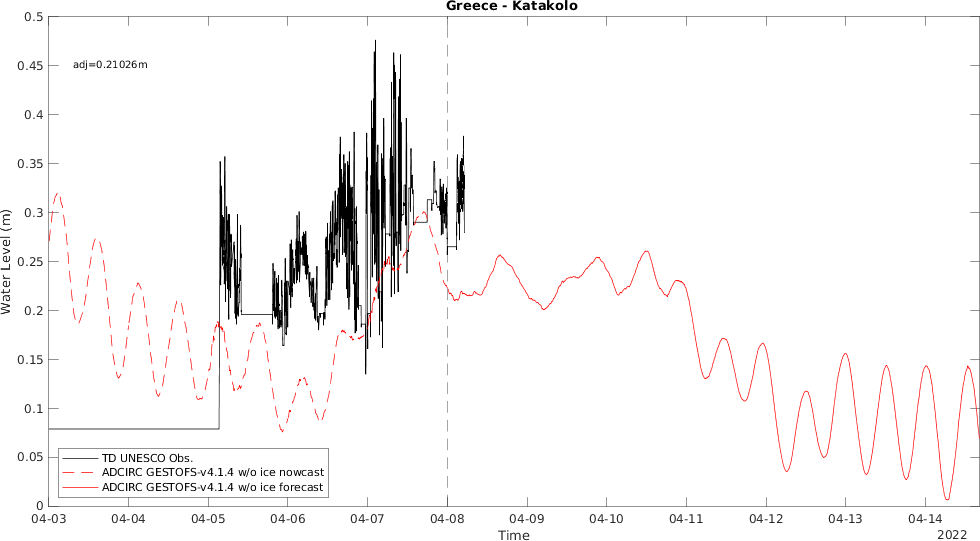 Greece - Katakolo
0.5
0.45
0.4
0.35
0.3
0.25
0.2
0.15
0.1
0.05
0
Water Level (m)
adj=0.21026m
TD UNESCO Obs.
ADCIRC GESTOFS-v4.1.4 w/o ice nowcast
ADCIRC GESTOFS-v4.1.4 w/o ice forecast
04-03 04-04 04-05 04-06 04-07 04-08 04-09 04-10 04-11 04-12 04-13 04-14
Time
2022